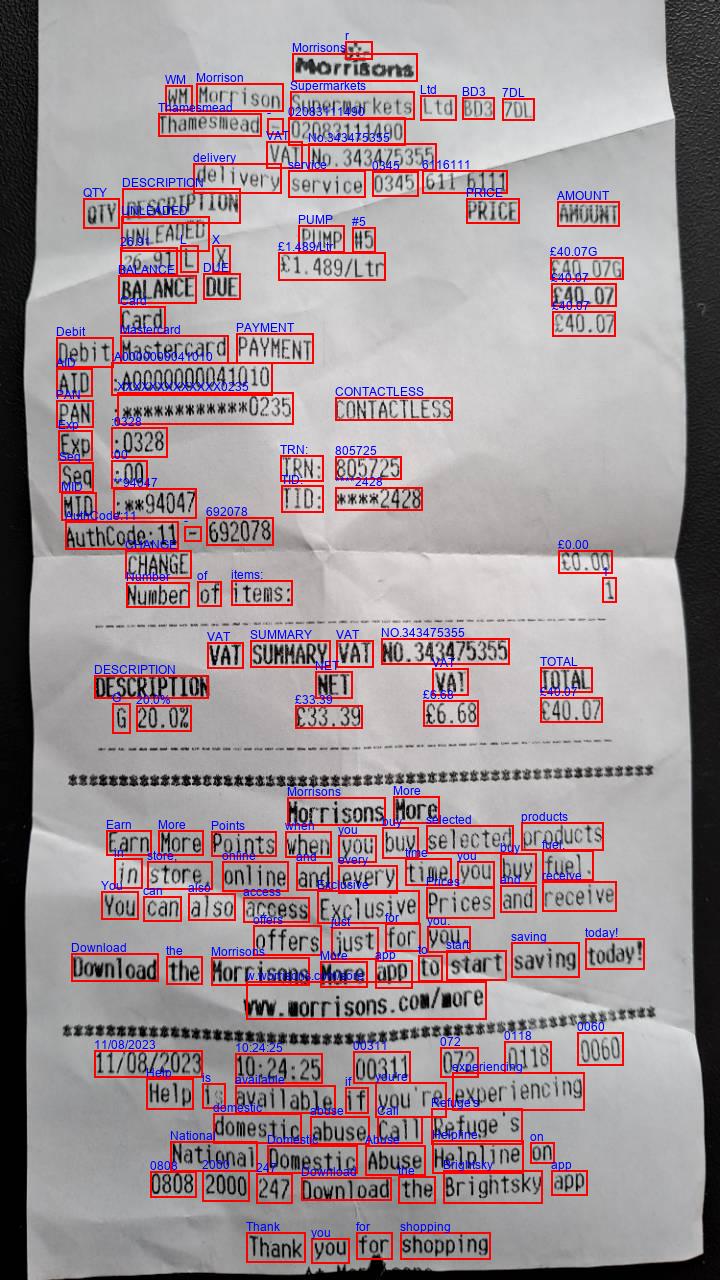 Morrisons
WM Morrison Supermarkets Ltd BD3 7DL
Thamesmead - 02083111490
VAT No.343475355
delivery service 0345 611 6111
QTY DESCRIPTION PRICE AMOUNT
UNLEADED PUMP #5
26.91 L X £1.489/Ltr £40.07G
BALANCE DUE £40.07
Card £40.07
Debit Mastercard PAYMENT
AID :A0000000041010
PAN :************0235 CONTACTLESS
Exp :0328
Seq :00 TRN: 805725
MID :**94047 TID: ****2428
AuthCode:11 - 692078
CHANGE £0.00
Number of items: 1
VAT SUMMARY VAT NO.343475355
DESCRIPTION NET VAT TOTAL
G 20.0% £33.39 £6.68 £40.07
Morrisons More
Earn More Points when you buy selected products
in store, online and every time you buy fuel.
You can also access Exclusive Prices and receive
offers just for you.
Download the Morrisons More app to start saving today!
www.morrisons.com/more
11/08/2023 10:24:25 00311 072 0118 0060
Help is available if you're experiencing
domestic abuse Call Refuge's
National Domestic Abuse Helpline on
0808 2000 247 Download the Brightsky app
Thank you for shopping